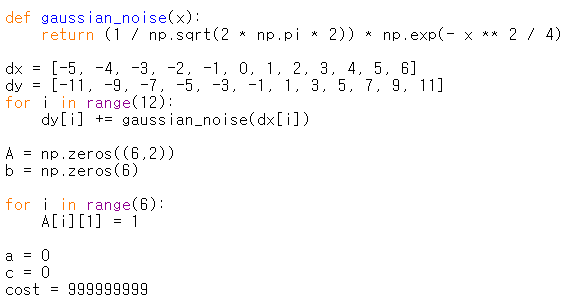 def gaussian_noise(x):
    return (1 / np.sqrt(2 * np.pi * 2)) * np.exp(- x ** 2 / 4)

dx = [-5, -4, -3, -2, -1, 0, 1, 2, 3, 4, 5, 6]
dy = [-11, -9, -7, -5, -3, -1, 1, 3, 5, 7, 9, 11]
for i in range(12):
    dy[i] += gaussian_noise(dx[i])

A = np.zeros((6,2))
b = np.zeros(6)

for i in range(6):
    A[i][1] = 1

a = 0
c = 0
cost = 999999999